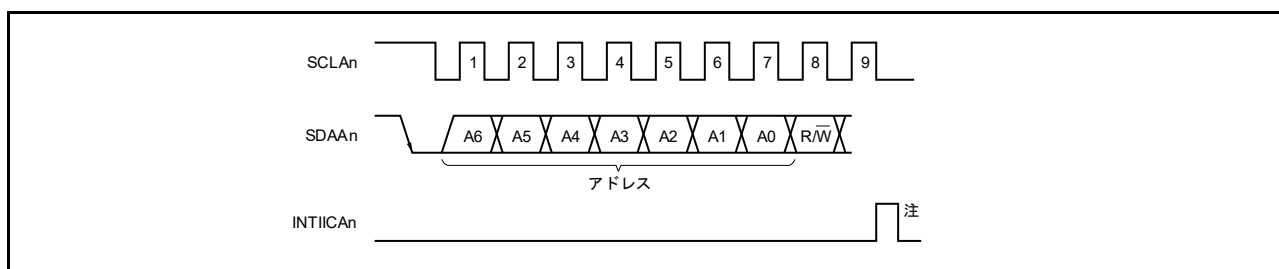 SCLAn 1 2 3 4 5 6 7 8 9
SDAAn A6 A5 A4 A3 A2 A1 A0 R/W̅
アドレス
INTIICAn 注